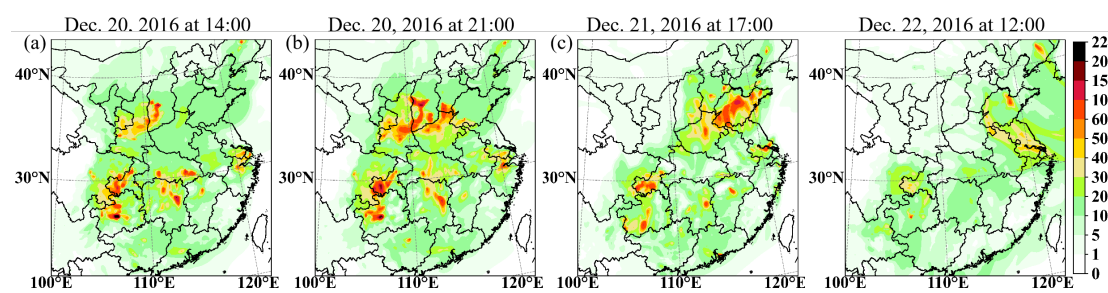 Dec. 20, 2016 at 14:00
Dec. 20, 2016 at 21:00
Dec. 21, 2016 at 17:00
Dec. 22, 2016 at 12:00
(a)
(b)
(c)
40°N
30°N
100°E
110°E
120°E
40°N
30°N
100°E
110°E
120°E
40°N
30°N
100°E
110°E
120°E
40°N
30°N
100°E
110°E
120°E
22
20
15
10
60
50
40
30
20
10
5
1
0